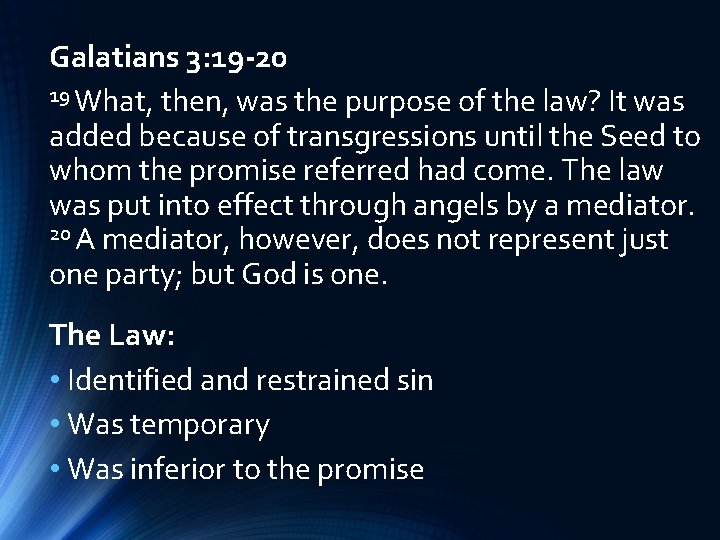 Galatians 3:19-20
19 What, then, was the purpose of the law? It was
added because of transgressions until the Seed to
whom the promise referred had come. The law
was put into effect through angels by a mediator.
20 A mediator, however, does not represent just
one party; but God is one.
The Law:
• Identified and restrained sin
• Was temporary
• Was inferior to the promise